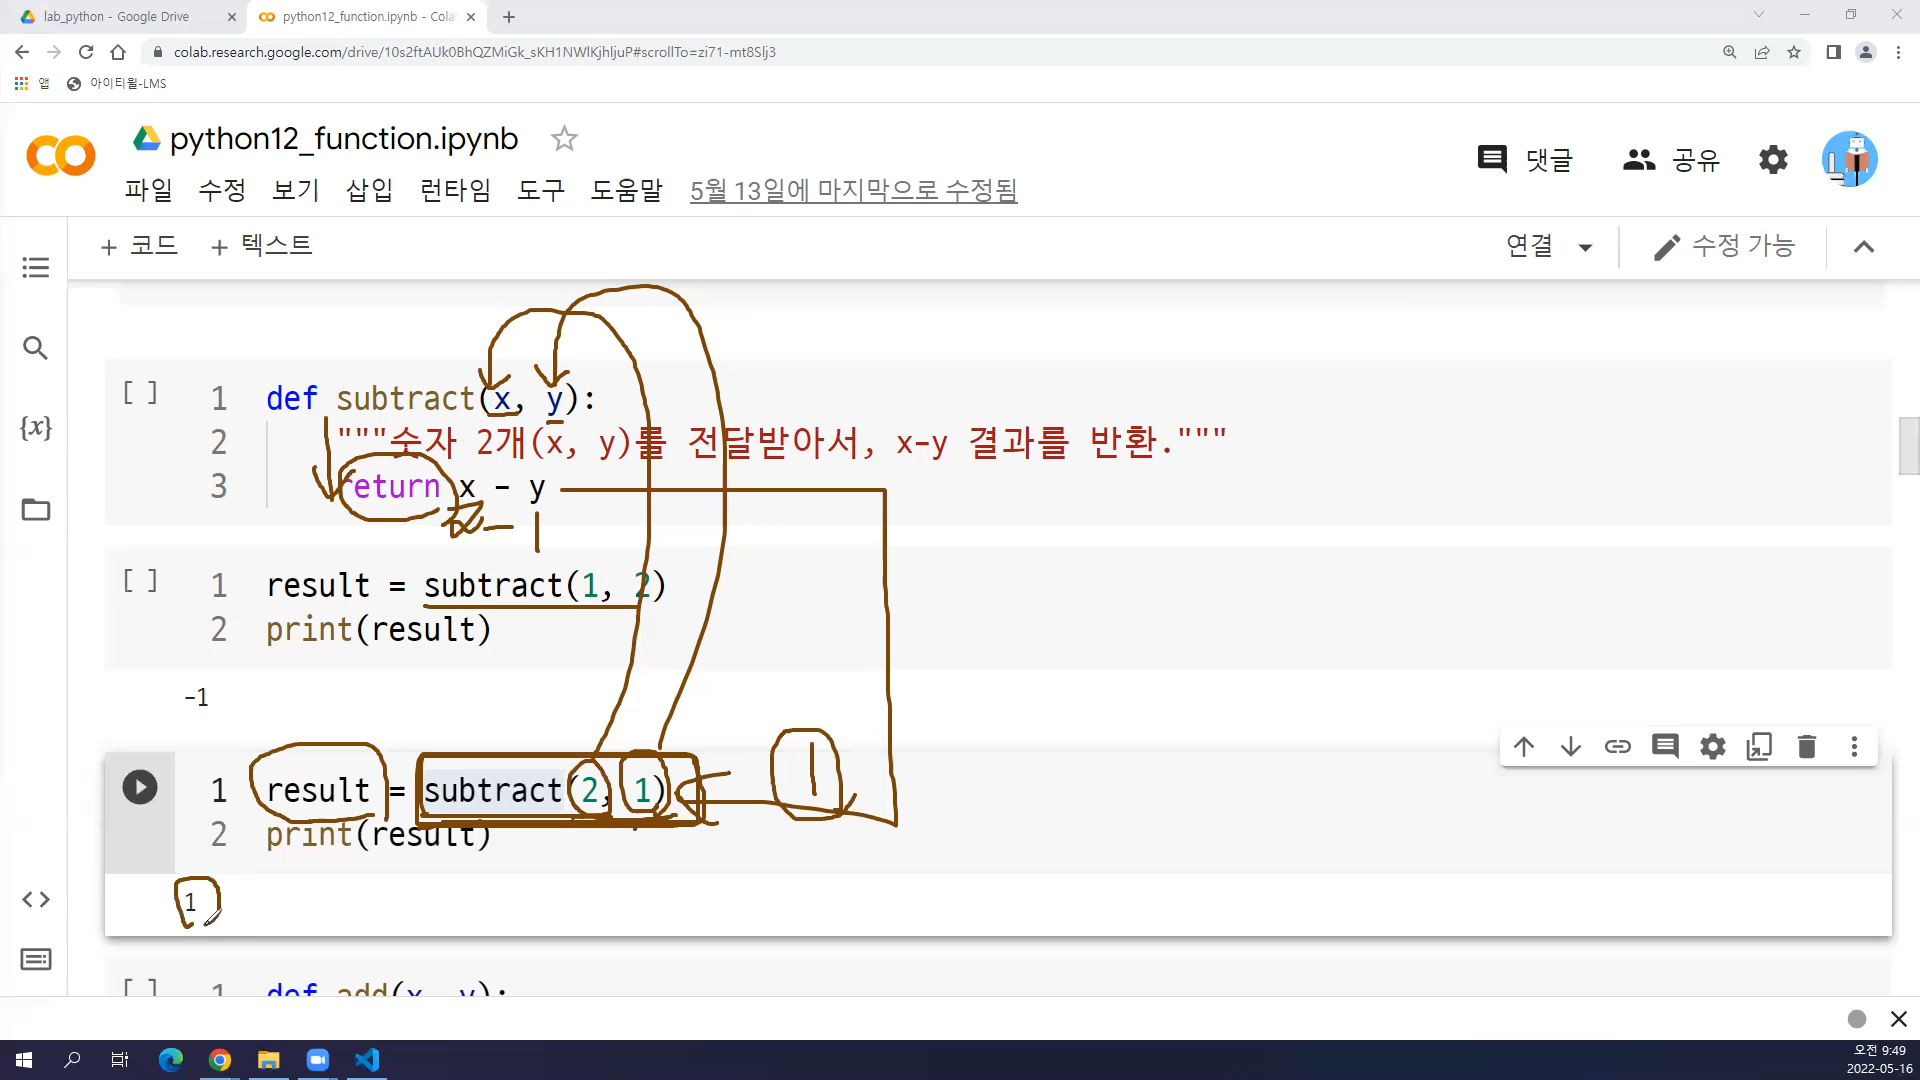 lab_python - Google Drive
python12_function.ipynb - Cola
colab.research.google.com/drive/10s2ftAUk0BhQZMiGk_sKH1NWlKjhljuP#scrollTo=zi71-mt8Slj3
앱
아이티윌-LMS
python12_function.ipynb
댓글
공유
파일 수정 보기 삽입 런타임 도구 도움말 5월 13일에 마지막으로 수정됨
+ 코드 + 텍스트
연결
수정 가능
{x}
[ ]
1 def subtract(x, y):
2 """숫자 2개(x, y)를 전달받아서, x-y 결과를 반환."""
3 return x - y
2 - 1
[ ]
1 result = subtract(1, 2)
2 print(result)
-1
1
1 result = subtract(2, 1)
2 print(result)
1
[ ] 1 def add(x, y):
오전 9:49
2022-05-16